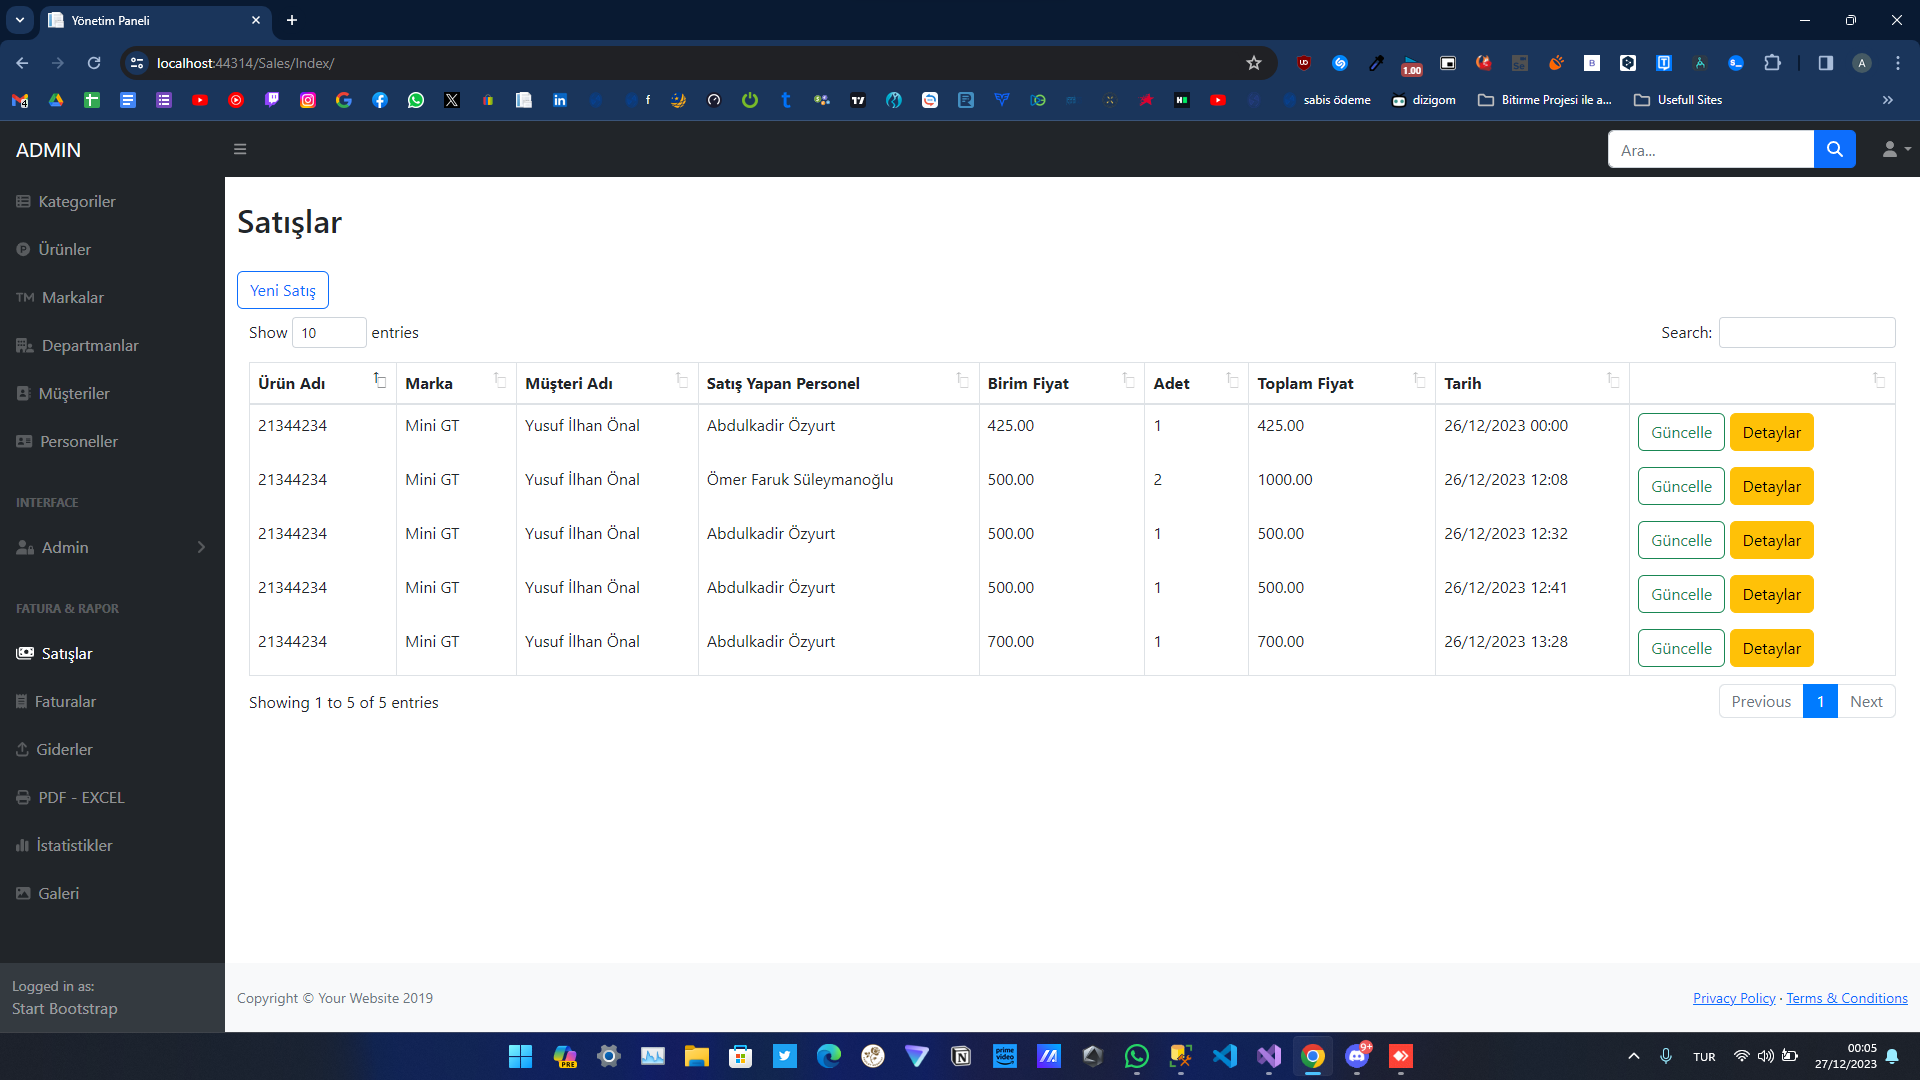 Yönetim Paneli
localhost:44314/Sales/Index/
1.00
f
sabis ödeme
dizigom
Bitirme Projesi ile a...
Usefull Sites
ADMIN
Ara...
Kategoriler
Ürünler
TM Markalar
Departmanlar
Müşteriler
Personeller
INTERFACE
Admin
FATURA & RAPOR
Satışlar
Faturalar
Giderler
PDF - EXCEL
İstatistikler
Galeri
Logged in as:
Start Bootstrap
Satışlar
Yeni Satış
Show 10 entries
Search:
Ürün Adı Marka Müşteri Adı Satış Yapan Personel Birim Fiyat Adet Toplam Fiyat Tarih
21344234 Mini GT Yusuf İlhan Önal Abdulkadir Özyurt 425.00 1 425.00 26/12/2023 00:00 Güncelle Detaylar
21344234 Mini GT Yusuf İlhan Önal Ömer Faruk Süleymanoğlu 500.00 2 1000.00 26/12/2023 12:08 Güncelle Detaylar
21344234 Mini GT Yusuf İlhan Önal Abdulkadir Özyurt 500.00 1 500.00 26/12/2023 12:32 Güncelle Detaylar
21344234 Mini GT Yusuf İlhan Önal Abdulkadir Özyurt 500.00 1 500.00 26/12/2023 12:41 Güncelle Detaylar
21344234 Mini GT Yusuf İlhan Önal Abdulkadir Özyurt 700.00 1 700.00 26/12/2023 13:28 Güncelle Detaylar
Showing 1 to 5 of 5 entries
Previous 1 Next
Copyright © Your Website 2019
Privacy Policy · Terms & Conditions
PRE
prime video
9+
TUR
00:05
27/12/2023